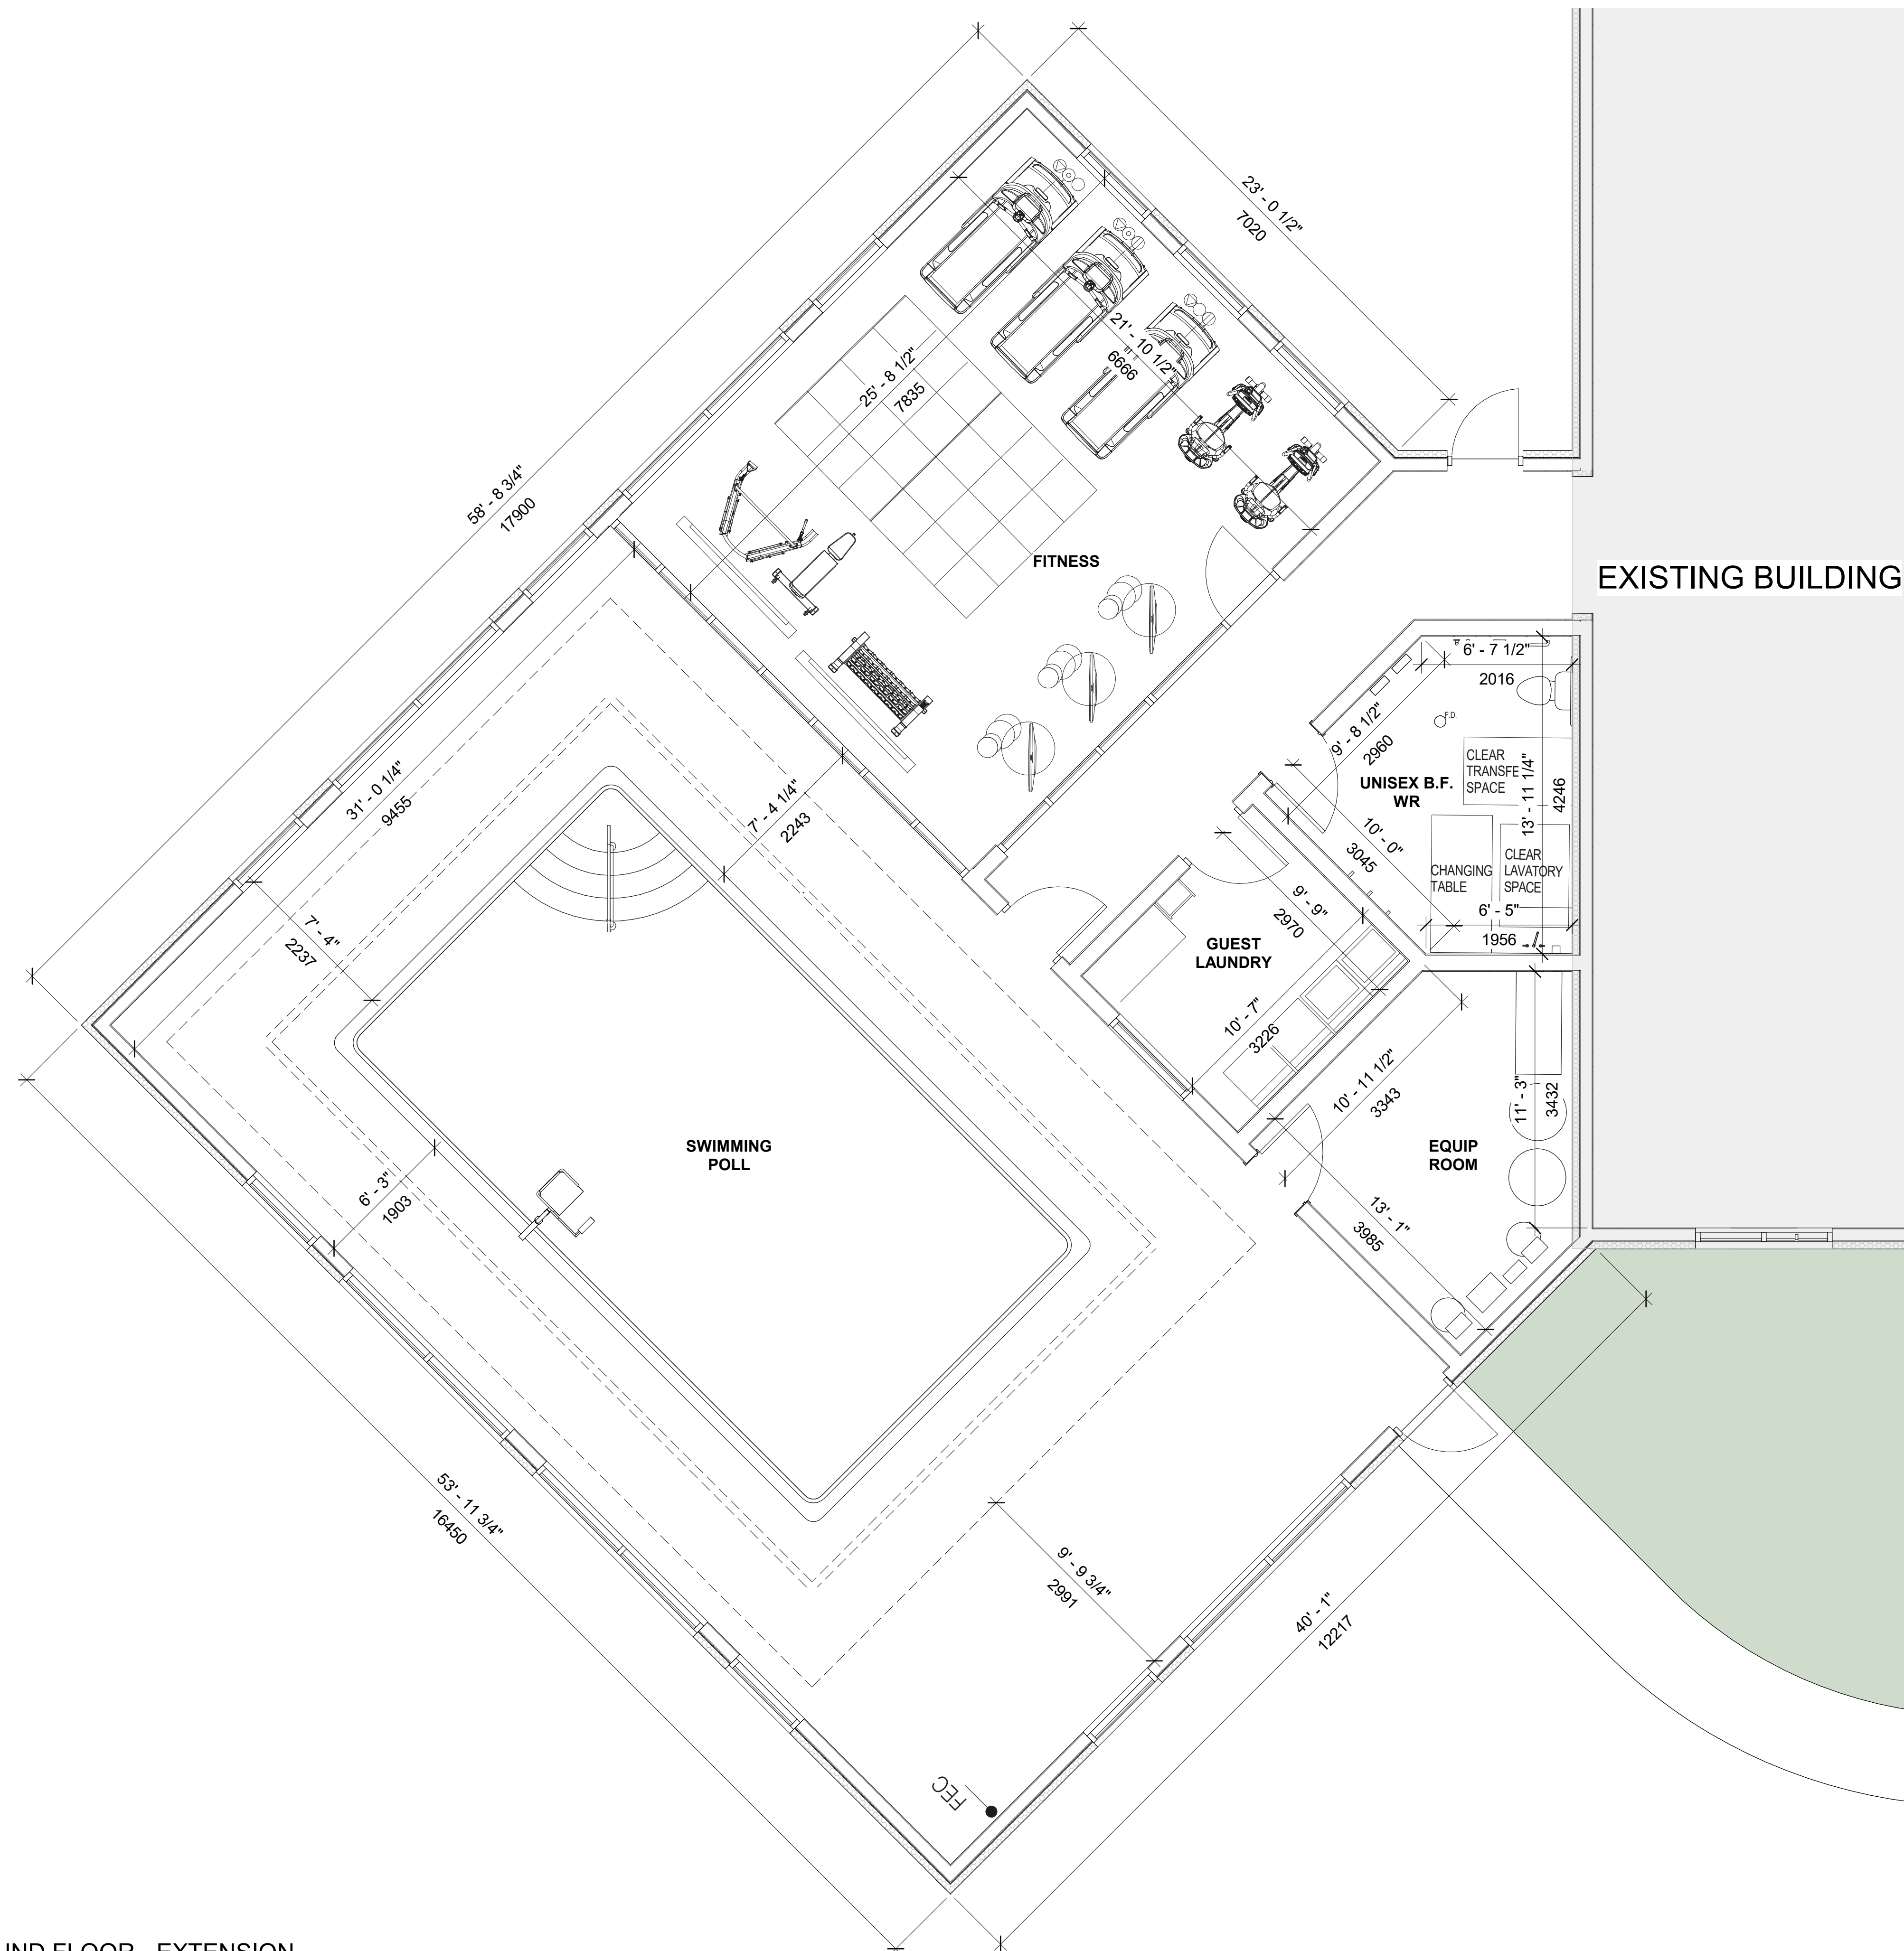 23' - 0 1/2"
7020
21' - 10 1/2"
6666
25' - 8 1/2"
7835
58' - 8 3/4"
17900
FITNESS
EXISTING BUILDING
6' - 7 1/2"
2016
F.D.
9' - 8 1/2"
2960
CLEAR
TRANSFE
SPACE
13' - 11 1/4"
4246
UNISEX B.F.
WR
31' - 0 1/4"
9455
7' - 4 1/4"
2243
10' - 0"
3045
CHANGING
TABLE
CLEAR
LAVATORY
SPACE
6' - 5"
1956
7' - 4"
2237
9' - 9"
2970
GUEST
LAUNDRY
10' - 7"
3226
10' - 11 1/2"
3343
11' - 3"
3432
SWIMMING
POLL
EQUIP
ROOM
6' - 3"
1903
13' - 1"
3985
53' - 11 3/4"
16450
9' - 9 3/4"
2991
40' - 1"
12217
FEC